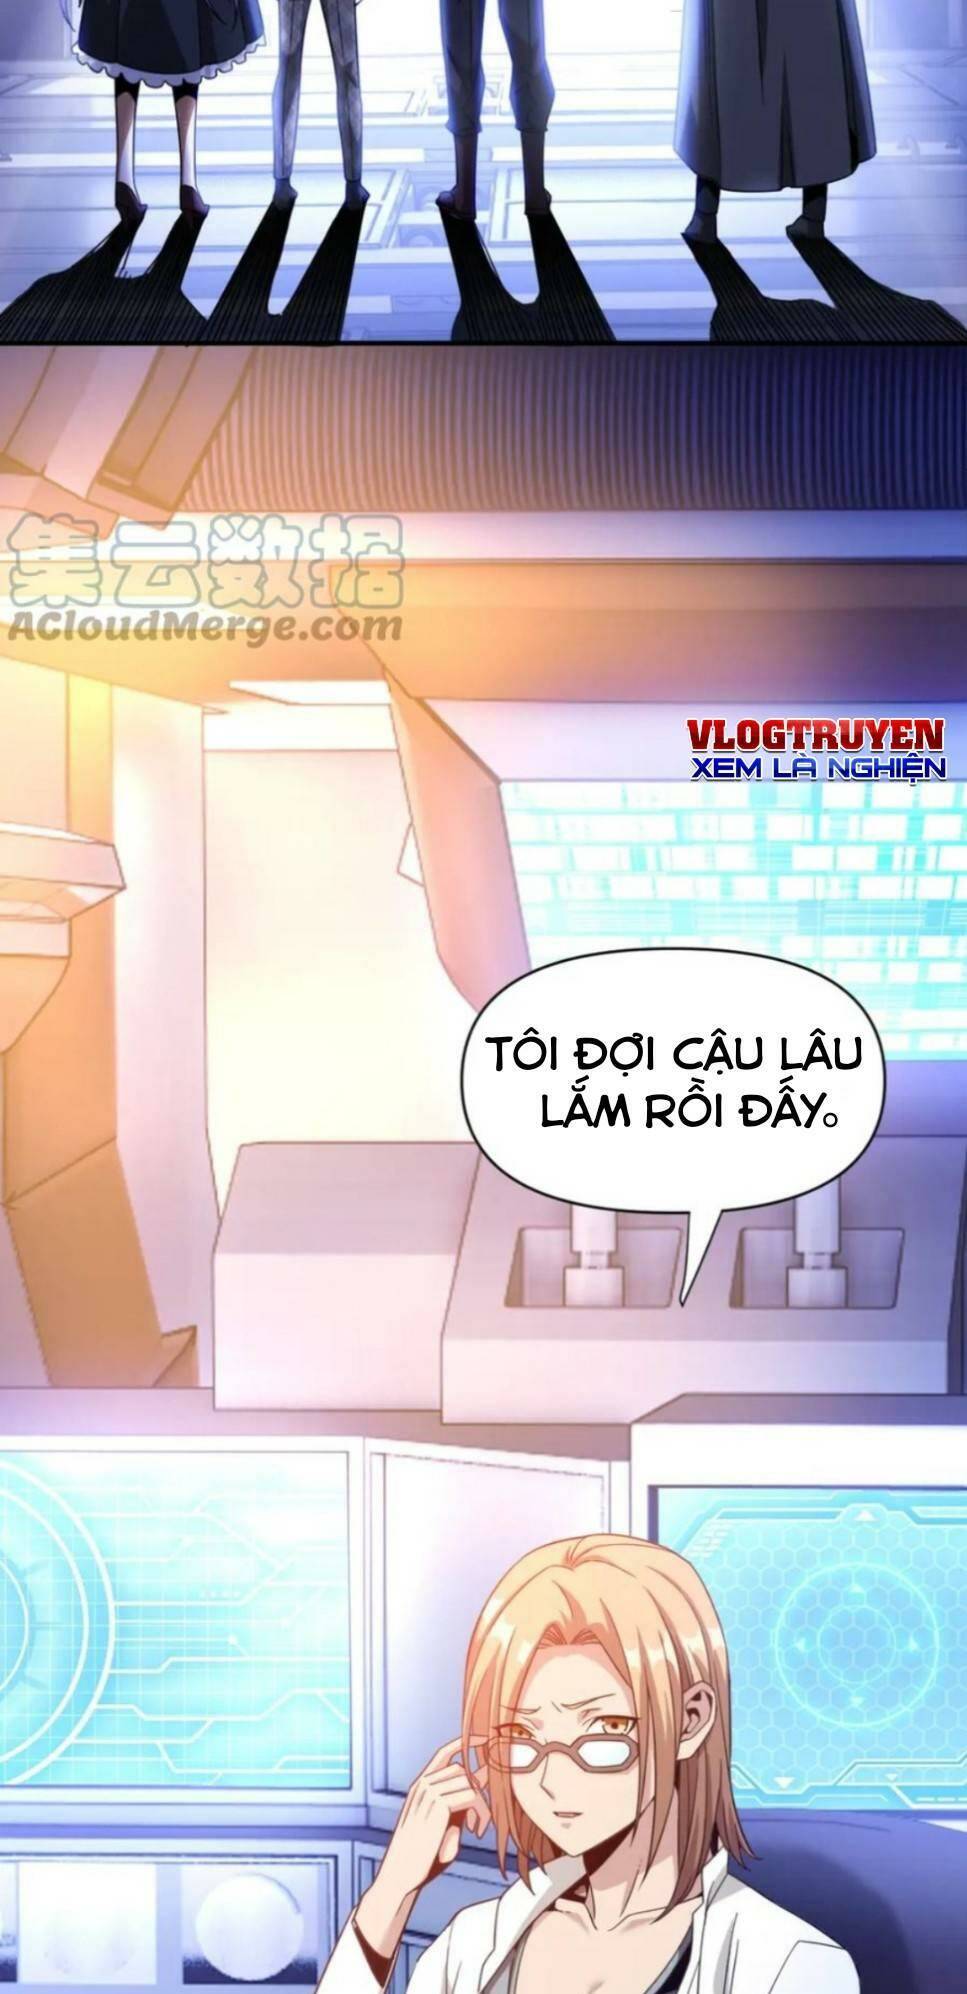 集云数据
ACloudMerge.com
VLOGTRUYEN
XEM LÀ NGHIỆN
TÔI ĐỢI CẬU LÂU
LẮM RỒI ĐẤY。